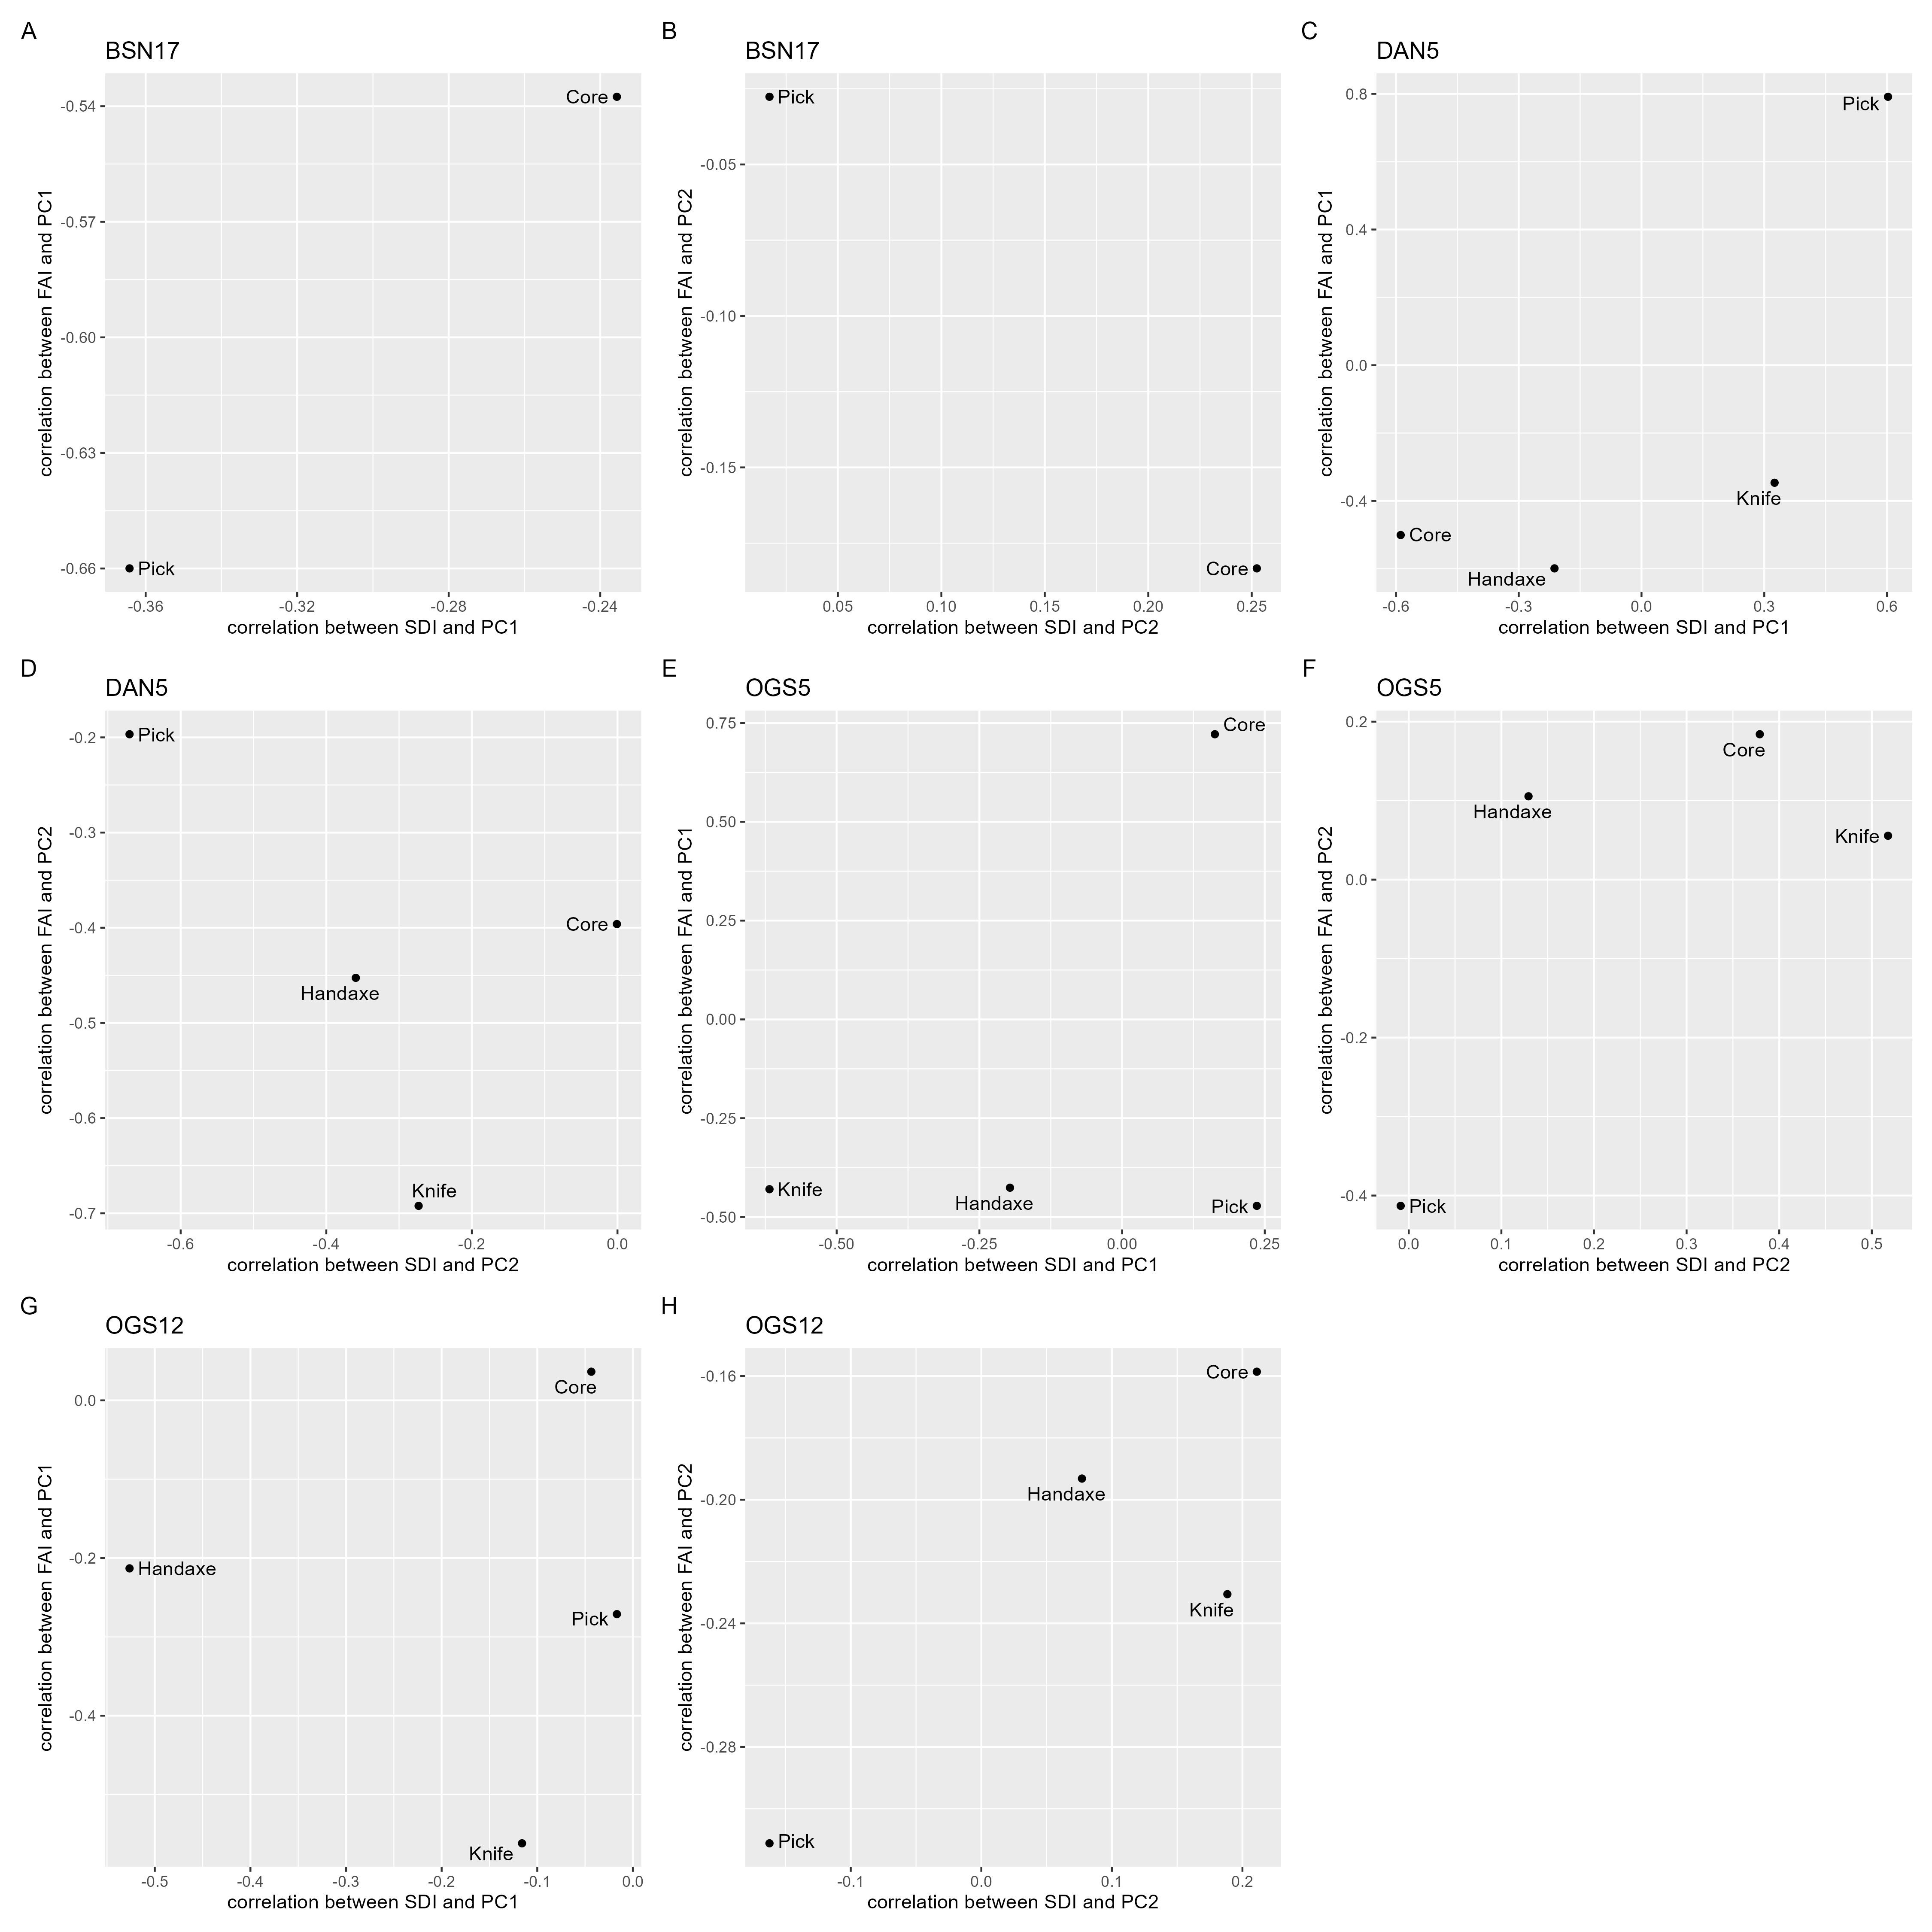 A
BSN17
Core
Pick
-0.54
-0.57
-0.60
-0.63
-0.66
-0.36
-0.32
-0.28
-0.24
correlation between SDI and PC1
correlation between FAI and PC1
B
BSN17
Pick
Core
-0.05
-0.10
-0.15
0.05
0.10
0.15
0.20
0.25
correlation between SDI and PC2
correlation between FAI and PC2
C
DAN5
Pick
Knife
Core
Handaxe
0.8
0.4
0.0
-0.4
-0.6
-0.3
0.0
0.3
0.6
correlation between SDI and PC1
correlation between FAI and PC1
D
DAN5
Pick
Core
Handaxe
Knife
-0.2
-0.3
-0.4
-0.5
-0.6
-0.7
-0.6
-0.4
-0.2
0.0
correlation between SDI and PC2
correlation between FAI and PC2
E
OGS5
Core
Knife
Handaxe
Pick
0.75
0.50
0.25
0.00
-0.25
-0.50
-0.50
-0.25
0.00
0.25
correlation between SDI and PC1
correlation between FAI and PC1
F
OGS5
Core
Handaxe
Knife
Pick
0.2
0.0
-0.2
-0.4
0.0
0.1
0.2
0.3
0.4
0.5
correlation between SDI and PC2
correlation between FAI and PC2
G
OGS12
Core
Handaxe
Pick
Knife
0.0
-0.2
-0.4
-0.5
-0.4
-0.3
-0.2
-0.1
0.0
correlation between SDI and PC1
correlation between FAI and PC1
H
OGS12
Core
Handaxe
Knife
Pick
-0.16
-0.20
-0.24
-0.28
-0.1
0.0
0.1
0.2
correlation between SDI and PC2
correlation between FAI and PC2